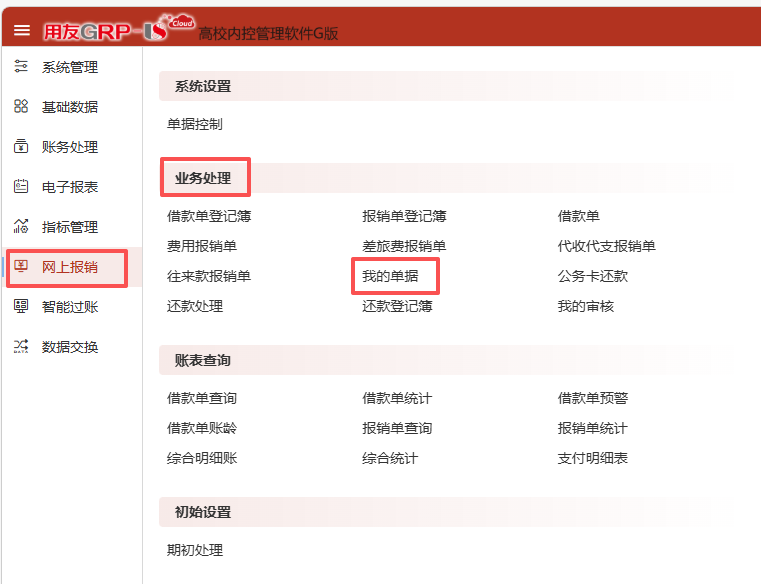 用友GRP-U8 Cloud 高校内控管理软件G版
系统管理
基础数据
账务处理
电子报表
指标管理
网上报销
智能过账
数据交换
系统设置
单据控制
业务处理
借款单登记簿 报销单登记簿 借款单
费用报销单 差旅费报销单 代收代支报销单
往来款报销单 我的单据 公务卡还款
还款处理 还款登记簿 我的审核
账表查询
借款单查询 借款单统计 借款单预警
借款单账龄 报销单查询 报销单统计
综合明细账 综合统计 支付明细表
初始设置
期初处理